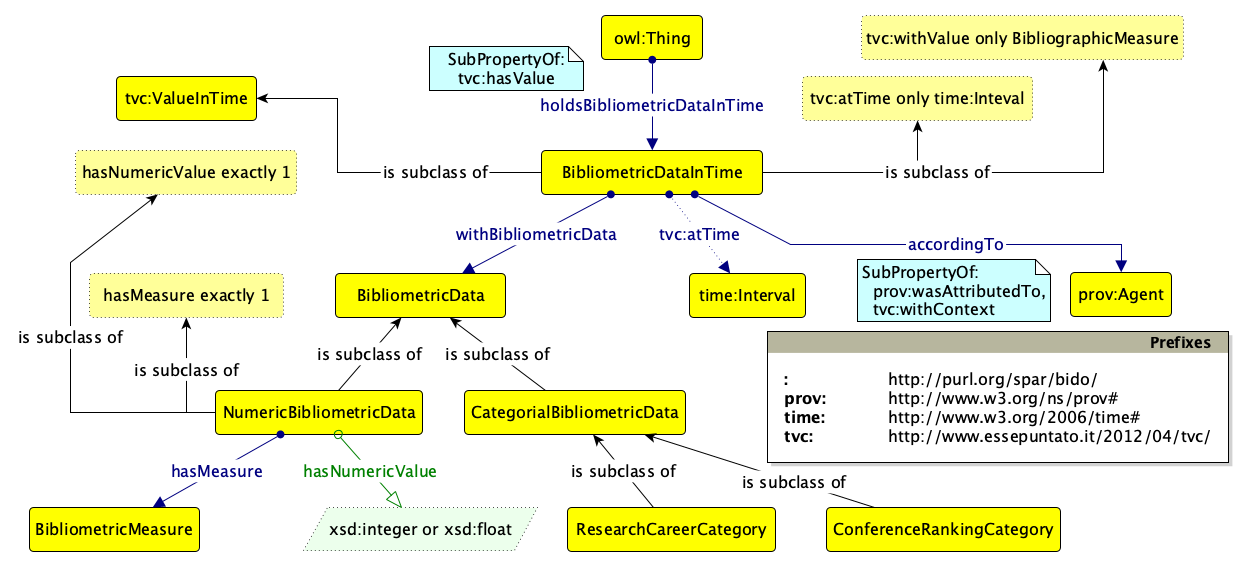 owl:Thing
tvc:withValue only BibliographicMeasure
SubPropertyOf:
tvc:hasValue
tvc:ValueInTime
holdsBibliometricDataInTime
tvc:atTime only time:Inteval
hasNumericValue exactly 1
is subclass of
BibliometricDataInTime
is subclass of
withBibliometricData
tvc:atTime
accordingTo
hasMeasure exactly 1
BibliometricData
time:Interval
SubPropertyOf:
prov:wasAttributedTo,
tvc:withContext
prov:Agent
is subclass of
is subclass of
is subclass of
is subclass of
Prefixes
: http://purl.org/spar/bido/
prov: http://www.w3.org/ns/prov#
time: http://www.w3.org/2006/time#
tvc: http://www.essepuntato.it/2012/04/tvc/
NumericBibliometricData
CategorialBibliometricData
hasMeasure
hasNumericValue
is subclass of
is subclass of
BibliometricMeasure
xsd:integer or xsd:float
ResearchCareerCategory
ConferenceRankingCategory